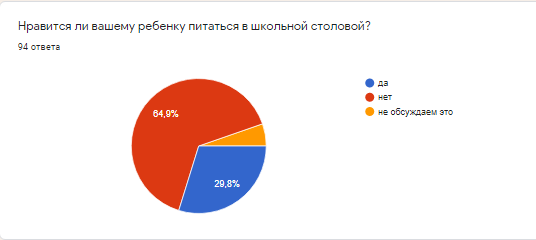 Нравится ли вашему ребенку питаться в школьной столовой?
94 ответа
да
нет
не обсуждаем это
64,9%
29,8%